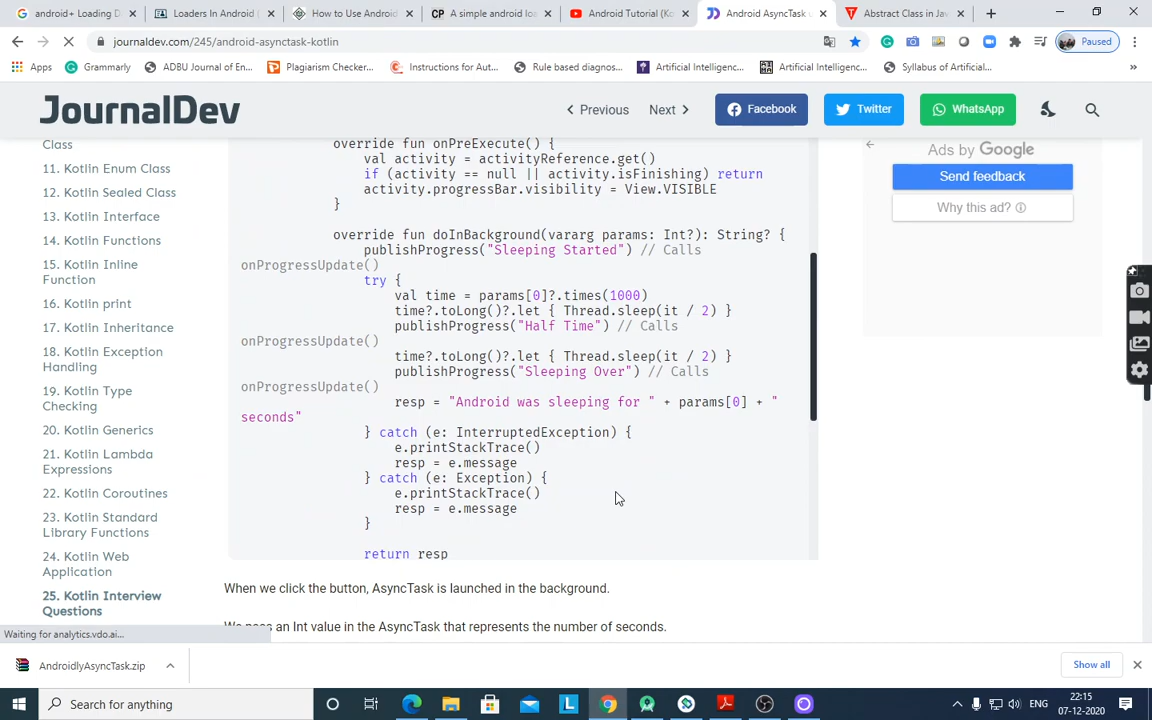 android+ Loading D
Loaders In Android
How to Use Android
A simple android loa
Android Tutorial (Ko
Android AsyncTask u
Abstract Class in Jav
journaldev.com/245/android-asynctask-kotlin
Paused
Apps
Grammarly
ADBU Journal of En...
Plagiarism Checker...
Instructions for Aut...
Rule based diagnos...
Artificial Intelligenc...
Artificial Intelligenc...
Syllabus of Artificial...
JournalDev
Previous
Next
Facebook
Twitter
WhatsApp
Class
11. Kotlin Enum Class
12. Kotlin Sealed Class
13. Kotlin Interface
14. Kotlin Functions
15. Kotlin Inline
Function
16. Kotlin print
17. Kotlin Inheritance
18. Kotlin Exception
Handling
19. Kotlin Type
Checking
20. Kotlin Generics
21. Kotlin Lambda
Expressions
22. Kotlin Coroutines
23. Kotlin Standard
Library Functions
24. Kotlin Web
Application
25. Kotlin Interview
Questions
override fun onPreExecute() {
val activity = activityReference.get()
if (activity == null || activity.isFinishing) return
activity.progressBar.visibility = View.VISIBLE
}
override fun doInBackground(vararg params: Int?): String? {
publishProgress("Sleeping Started") // Calls
onProgressUpdate()
try {
val time = params[0]?.times(1000)
time?.toLong()?.let { Thread.sleep(it / 2) }
publishProgress("Half Time") // Calls
onProgressUpdate()
time?.toLong()?.let { Thread.sleep(it / 2) }
publishProgress("Sleeping Over") // Calls
onProgressUpdate()
resp = "Android was sleeping for " + params[0] + "
seconds"
} catch (e: InterruptedException) {
e.printStackTrace()
resp = e.message
} catch (e: Exception) {
e.printStackTrace()
resp = e.message
}
return resp
When we click the button, AsyncTask is launched in the background.
We pass an Int value in the AsyncTask that represents the number of seconds.
Ads by Google
Send feedback
Why this ad?
Waiting for analytics.vdo.ai...
AndroidlyAsyncTask.zip
Show all
Search for anything
ENG
22:15
07-12-2020